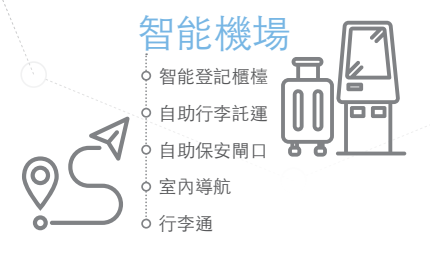 智能機場
智能登記櫃檯
自助行李託運
自助保安閘口
室內導航
行李通